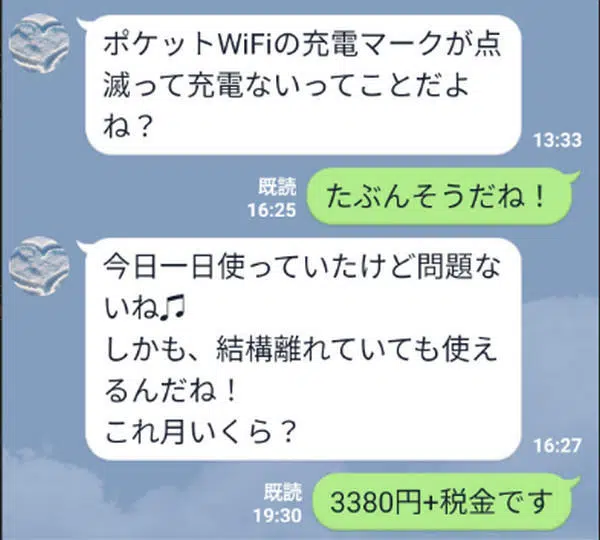 ポケットWiFiの充電マークが点
滅って充電ないってことだよ
ね？
13:33
既読
16:25
たぶんそうだね！
今日一日使っていたけど問題な
いね♫
しかも、結構離れていても使え
るんだね！
これ月いくら？
16:27
既読
19:30
3380円+税金です